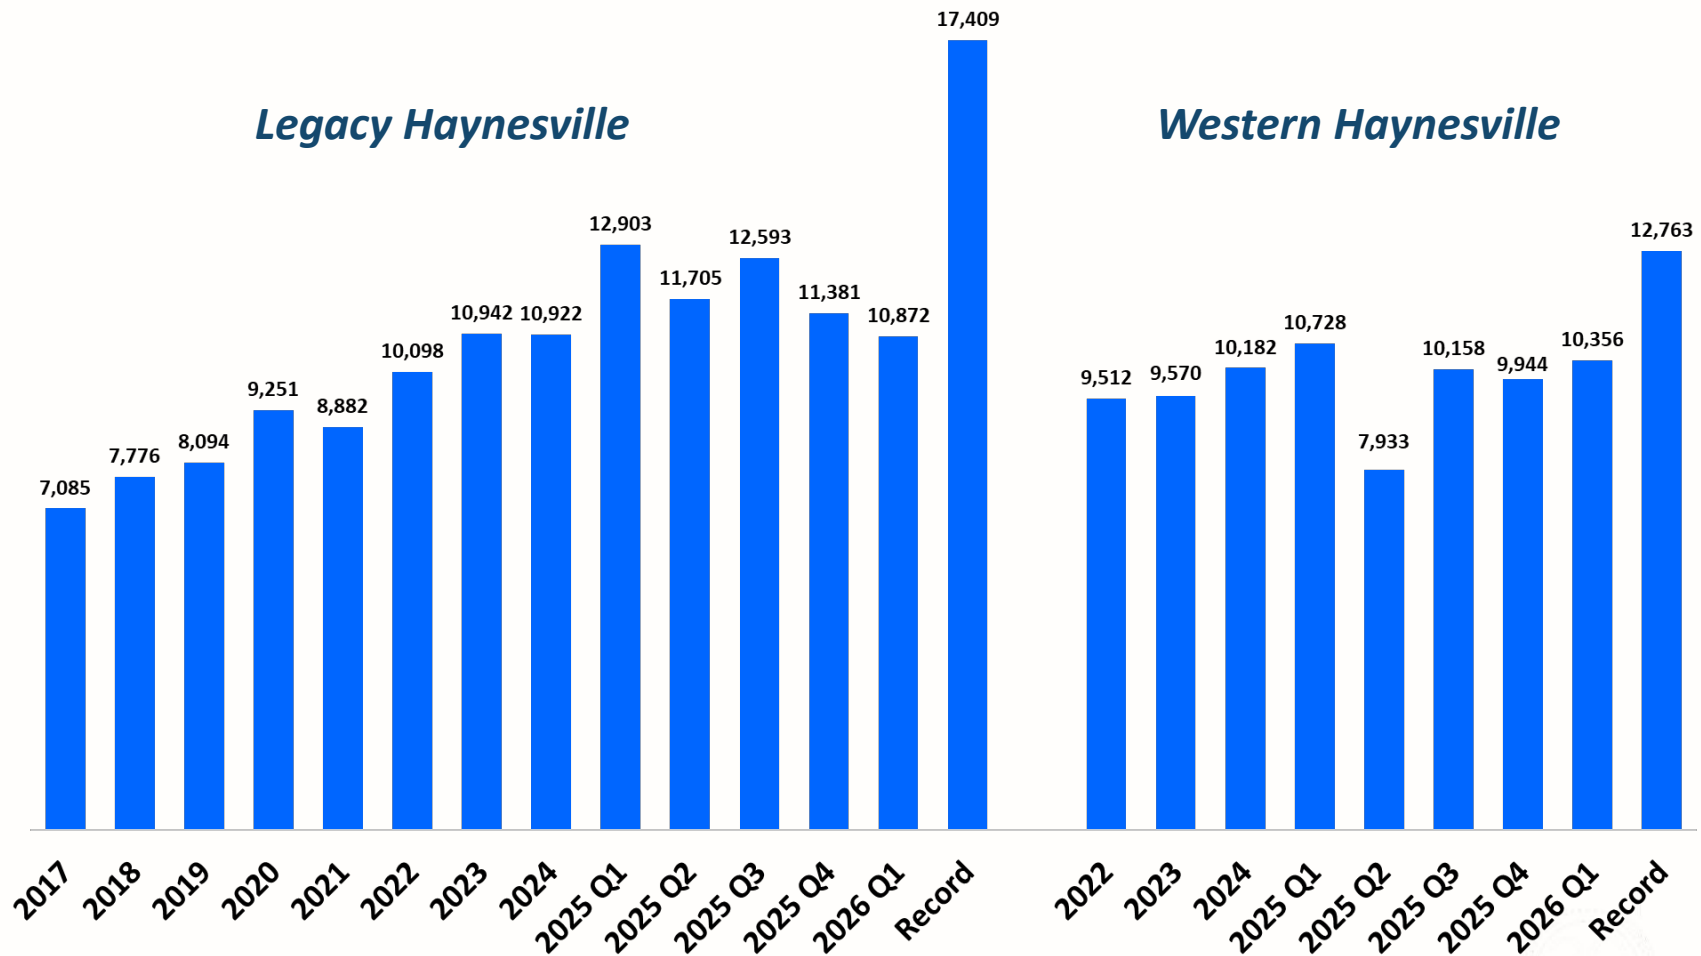 Legacy Haynesville
7,085
7,776
8,094
9,251
8,882
10,098
10,942
10,922
12,903
11,705
12,593
11,381
10,872
17,409
2017
2018
2019
2020
2021
2022
2023
2024
2025 Q1
2025 Q2
2025 Q3
2025 Q4
2026 Q1
Record
Western Haynesville
9,512
9,570
10,182
10,728
7,933
10,158
9,944
10,356
12,763
2022
2023
2024
2025 Q1
2025 Q2
2025 Q3
2025 Q4
2026 Q1
Record